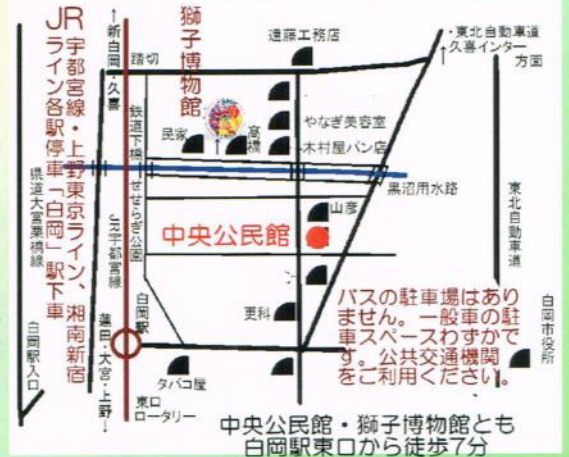 JR宇都宮線・上野東京ライン、湘南新宿
ライン各駅停車「白岡」駅下車
↑新白岡・久喜
踏切
獅子博物館
遠藤工務店
・東北自動車道
久喜インター
方面
鉄道下橋
民家
高橋
やなぎ美容室
木村屋パン店
黒沼用水路
県道大宮栗橋線
JR宇都宮線
せせらぎ公園
山彦
中央公民館
東北自動車道
白岡駅
更科
バスの駐車場はあり
ません。一般車の駐
車スペースわずかで
す。公共交通機関
をご利用ください。
白岡市役所
白岡駅入口
蓮田・大宮・上野→
タバコ屋
東口
ロータリー
中央公民館・獅子博物館とも
白岡駅東口から徒歩7分